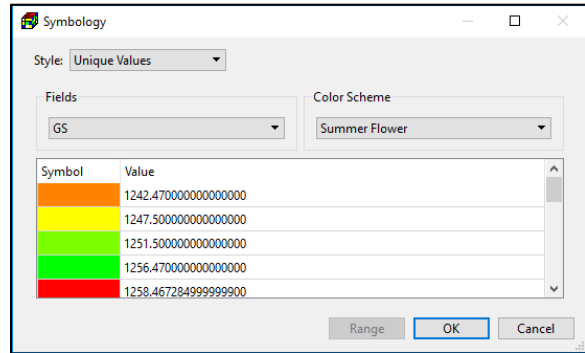 Symbology
Style: Unique Values
Fields
GS
Color Scheme
Summer Flower
Symbol Value
1242.470000000000000
1247.500000000000000
1251.500000000000000
1256.470000000000000
1258.467284999999900
Range OK Cancel